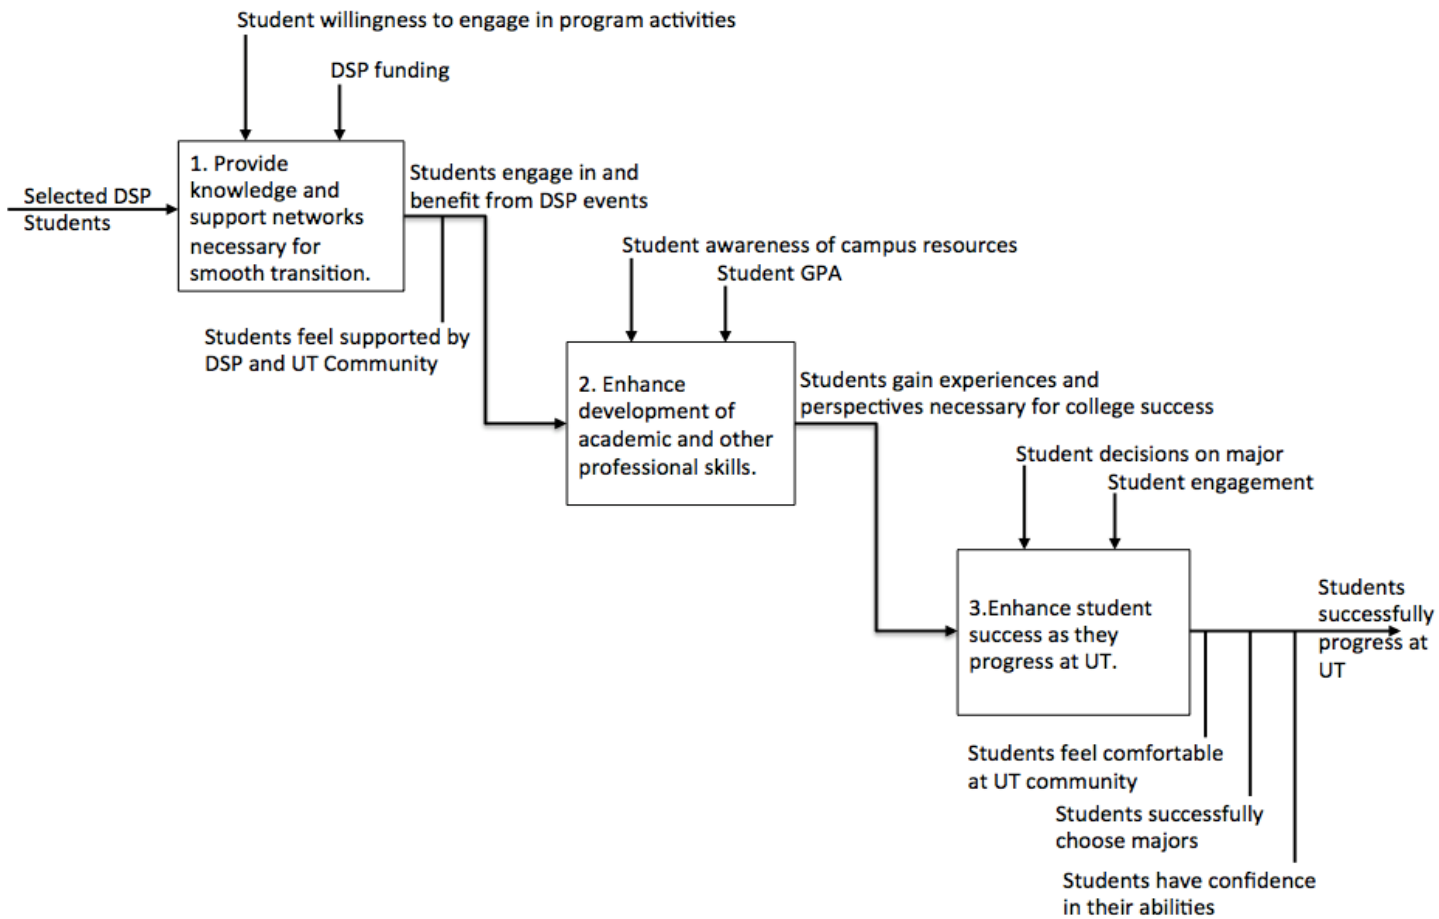 Student willingness to engage in program activities
DSP funding
1. Provide
knowledge and
support networks
necessary for
smooth transition.
Selected DSP
Students
Students engage in and
benefit from DSP events
Students feel supported by
DSP and UT Community
Student awareness of campus resources
Student GPA
2. Enhance
development of
academic and other
professional skills.
Students gain experiences and
perspectives necessary for college success
Student decisions on major
Student engagement
3.Enhance student
success as they
progress at UT.
Students
successfully
progress at
UT
Students feel comfortable
at UT community
Students successfully
choose majors
Students have confidence
in their abilities